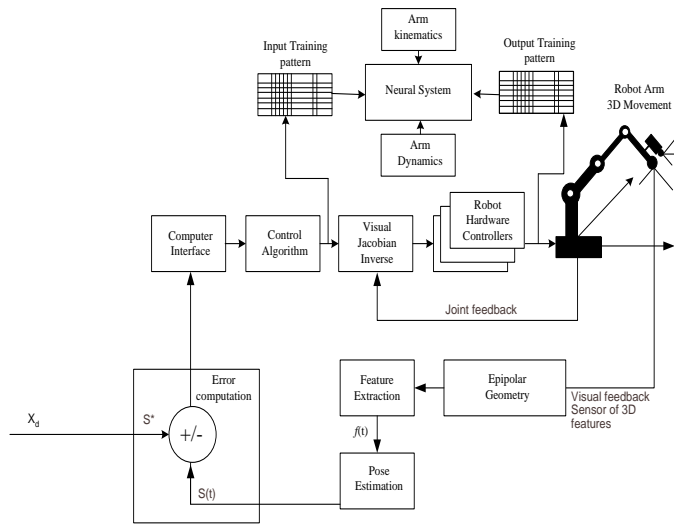 Arm
kinematics
Input Training
pattern
Output Training
pattern
Neural System
Robot Arm
3D Movement
Arm
Dynamics
Computer
Interface
Control
Algorithm
Visual
Jacobian
Inverse
Robot
Hardware
Controllers
Joint feedback
Error
computation
Feature
Extraction
Epipolar
Geometry
Visual feedback
Sensor of 3D
features
X_d
S*
+/-
f(t)
S(t)
Pose
Estimation